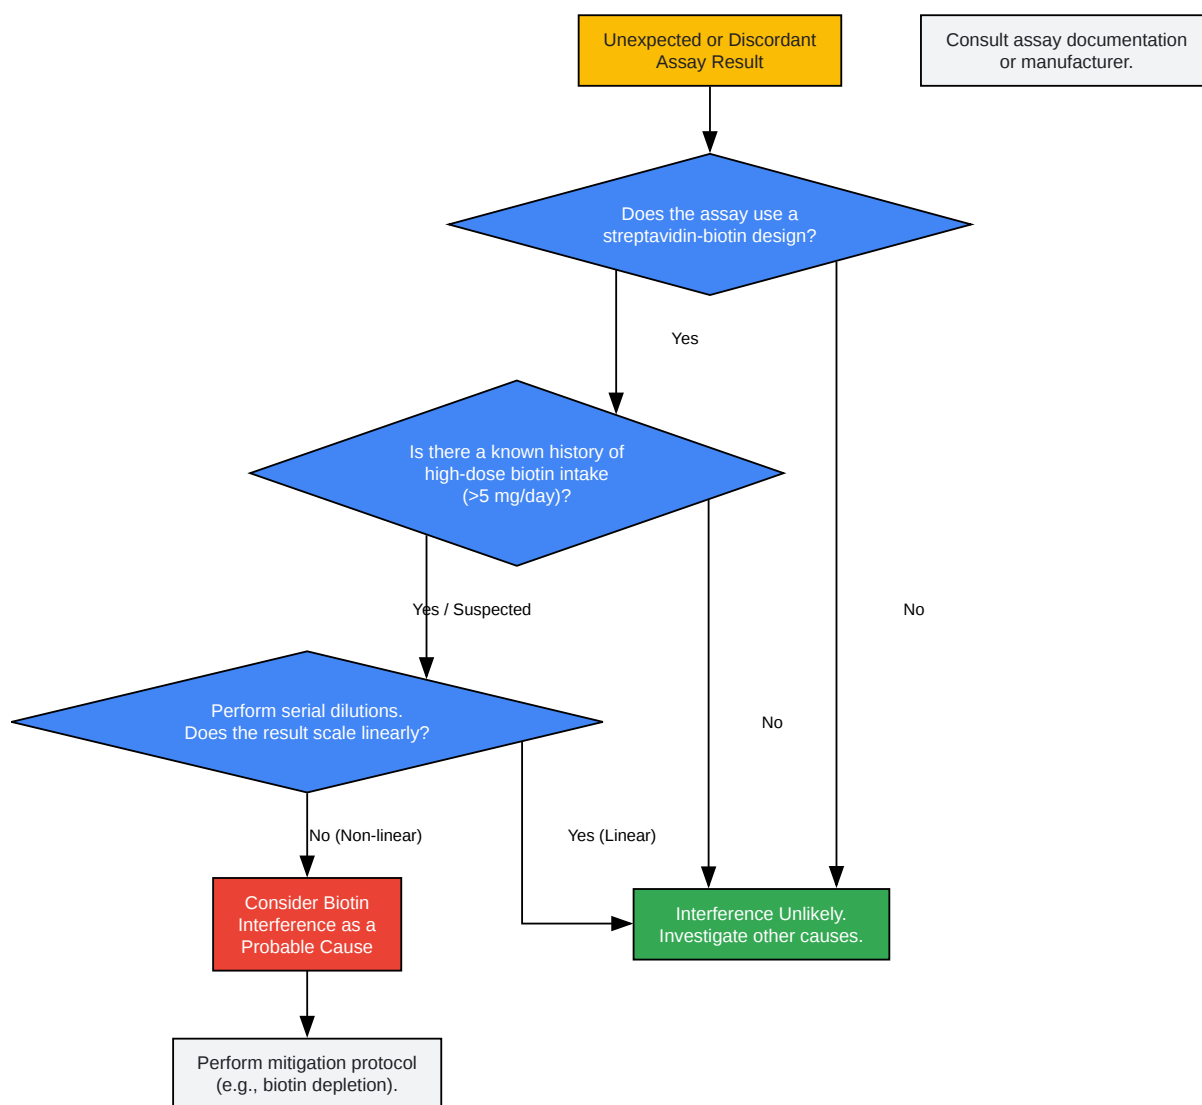 Unexpected or Discordant
Assay Result
Consult assay documentation
or manufacturer.
Does the assay use a
streptavidin-biotin design?
Yes
Is there a known history of
high-dose biotin intake
(>5 mg/day)?
Yes / Suspected
No
Perform serial dilutions.
Does the result scale linearly?
No
No (Non-linear)
Yes (Linear)
Consider Biotin
Interference as a
Probable Cause
Interference Unlikely.
Investigate other causes.
Perform mitigation protocol
(e.g., biotin depletion).